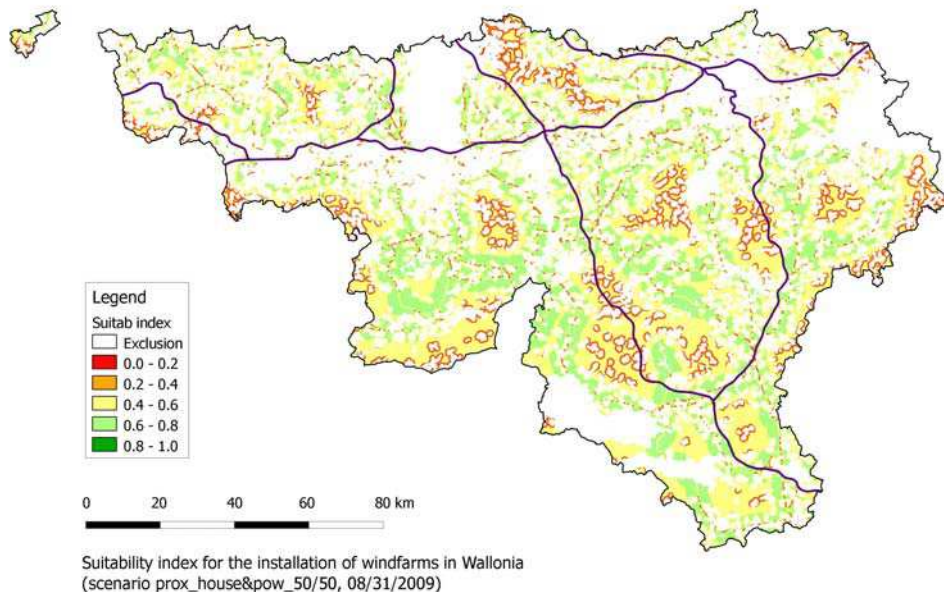 Legend
Suitab index
Exclusion
0.0 - 0.2
0.2 - 0.4
0.4 - 0.6
0.6 - 0.8
0.8 - 1.0
0 20 40 60 80 km
Suitability index for the installation of windfarms in Wallonia
(scenario prox_house&pow_50/50, 08/31/2009)